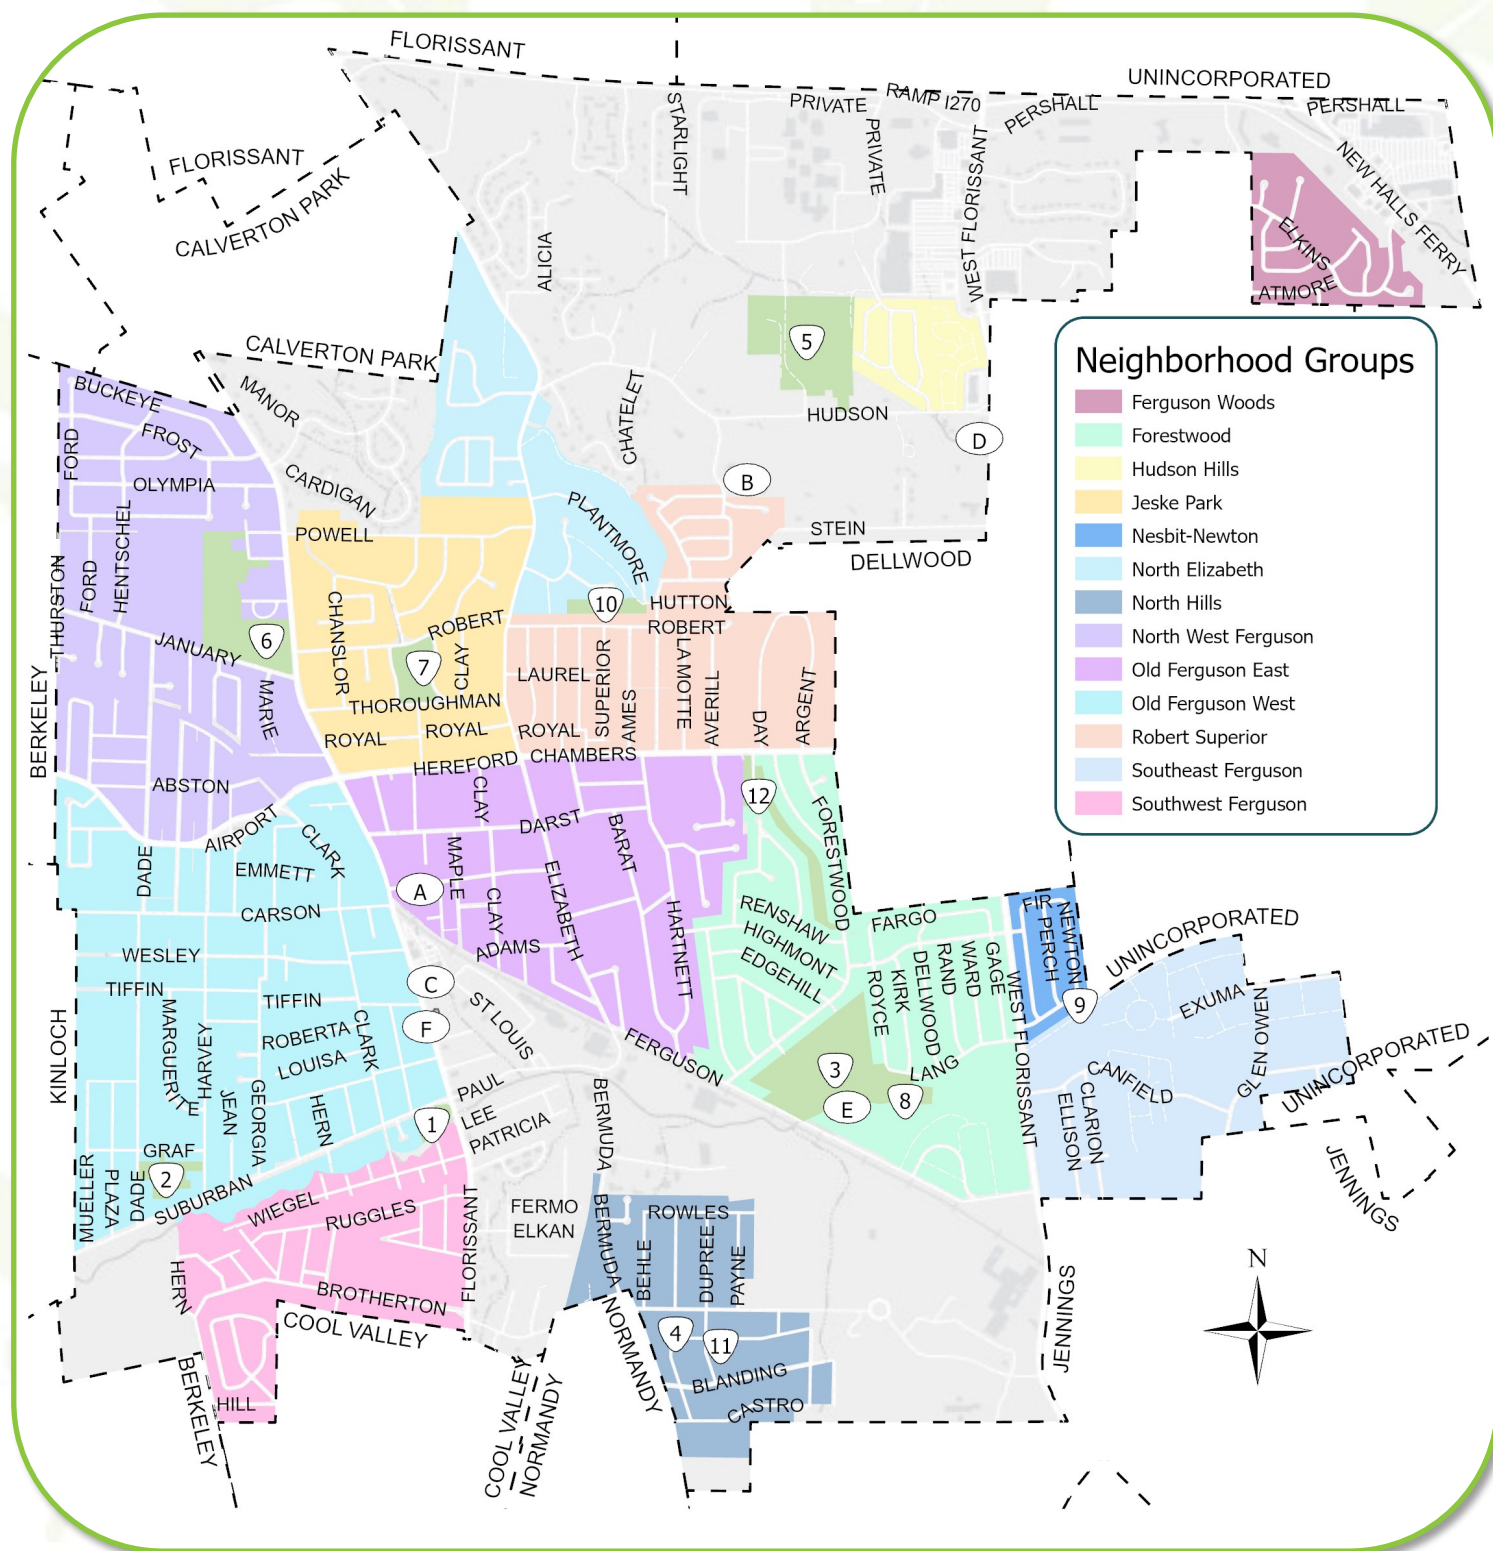 FLORISSANT
UNINCORPORATED
PRIVATE
RAMP I270
PERSHALL
PERSHALL
STARLIGHT
PRIVATE
WEST FLORISSANT
NEW HALLS FERRY
FLORISSANT
CALVERTON PARK
ALICIA
ELKINS
ATMORE
5
CALVERTON PARK
MANOR
BUCKEYE
FROST
FORD
OLYMPIA
HENTSCHEL
FORD
CARDIGAN
CHATELET
HUDSON
D
B
STEIN
DELLWOOD
POWELL
PLANTMORE
THURSTON
10
HUTTON
ROBERT
JANUARY
6
CHANSLOR
ROBERT
7
CLAY
LAUREL
SUPERIOR
AMES
LAMOTTE
AVERILL
DAY
ARGENT
BERKELEY
MARIE
THOROUGHMAN
ROYAL
ROYAL
ROYAL
HEREFORD
CHAMBERS
ABSTON
AIRPORT
CLARK
CLAY
DARST
BARAT
12
FORESTWOOD
DADE
EMMETT
A
MAPLE
CLAY
ELIZABETH
HARTNETT
CARSON
WESLEY
ADAMS
RENSHAW
HIGHMONT
EDGEHILL
FARGO
FIR
NEWTON
PERCH
GAGE
WARD
RAND
DELLWOOD
KIRK
ROYCE
WEST FLORISSANT
UNINCORPORATED
C
F
TIFFIN
TIFFIN
MARGUERITE
HARVEY
ROBERTA
LOUISA
CLARK
ST LOUIS
FERGUSON
9
EXUMA
GLEN OWEN
UNINCORPORATED
KINLOCH
JEAN
GEORGIA
HERN
PAUL
LEE
PATRICIA
BERMUDA
3
E
8
LANG
CANFIELD
CLARION
ELLISON
JENNINGS
1
GRAF
2
MUELLER
PLAZA
DADE
SUBURBAN
WIEGEL
RUGGLES
FLORISSANT
FERMO
ELKAN
BERMUDA
ROWLES
BEHLE
DUPREE
PAYNE
HERN
BROTHERTON
COOL VALLEY
NORMANDY
4
11
BLANDING
CASTRO
JENNINGS
BERKELEY
HILL
COOL VALLEY
NORMANDY
N
Neighborhood Groups
Ferguson Woods
Forestwood
Hudson Hills
Jeske Park
Nesbit-Newton
North Elizabeth
North Hills
North West Ferguson
Old Ferguson East
Old Ferguson West
Robert Superior
Southeast Ferguson
Southwest Ferguson